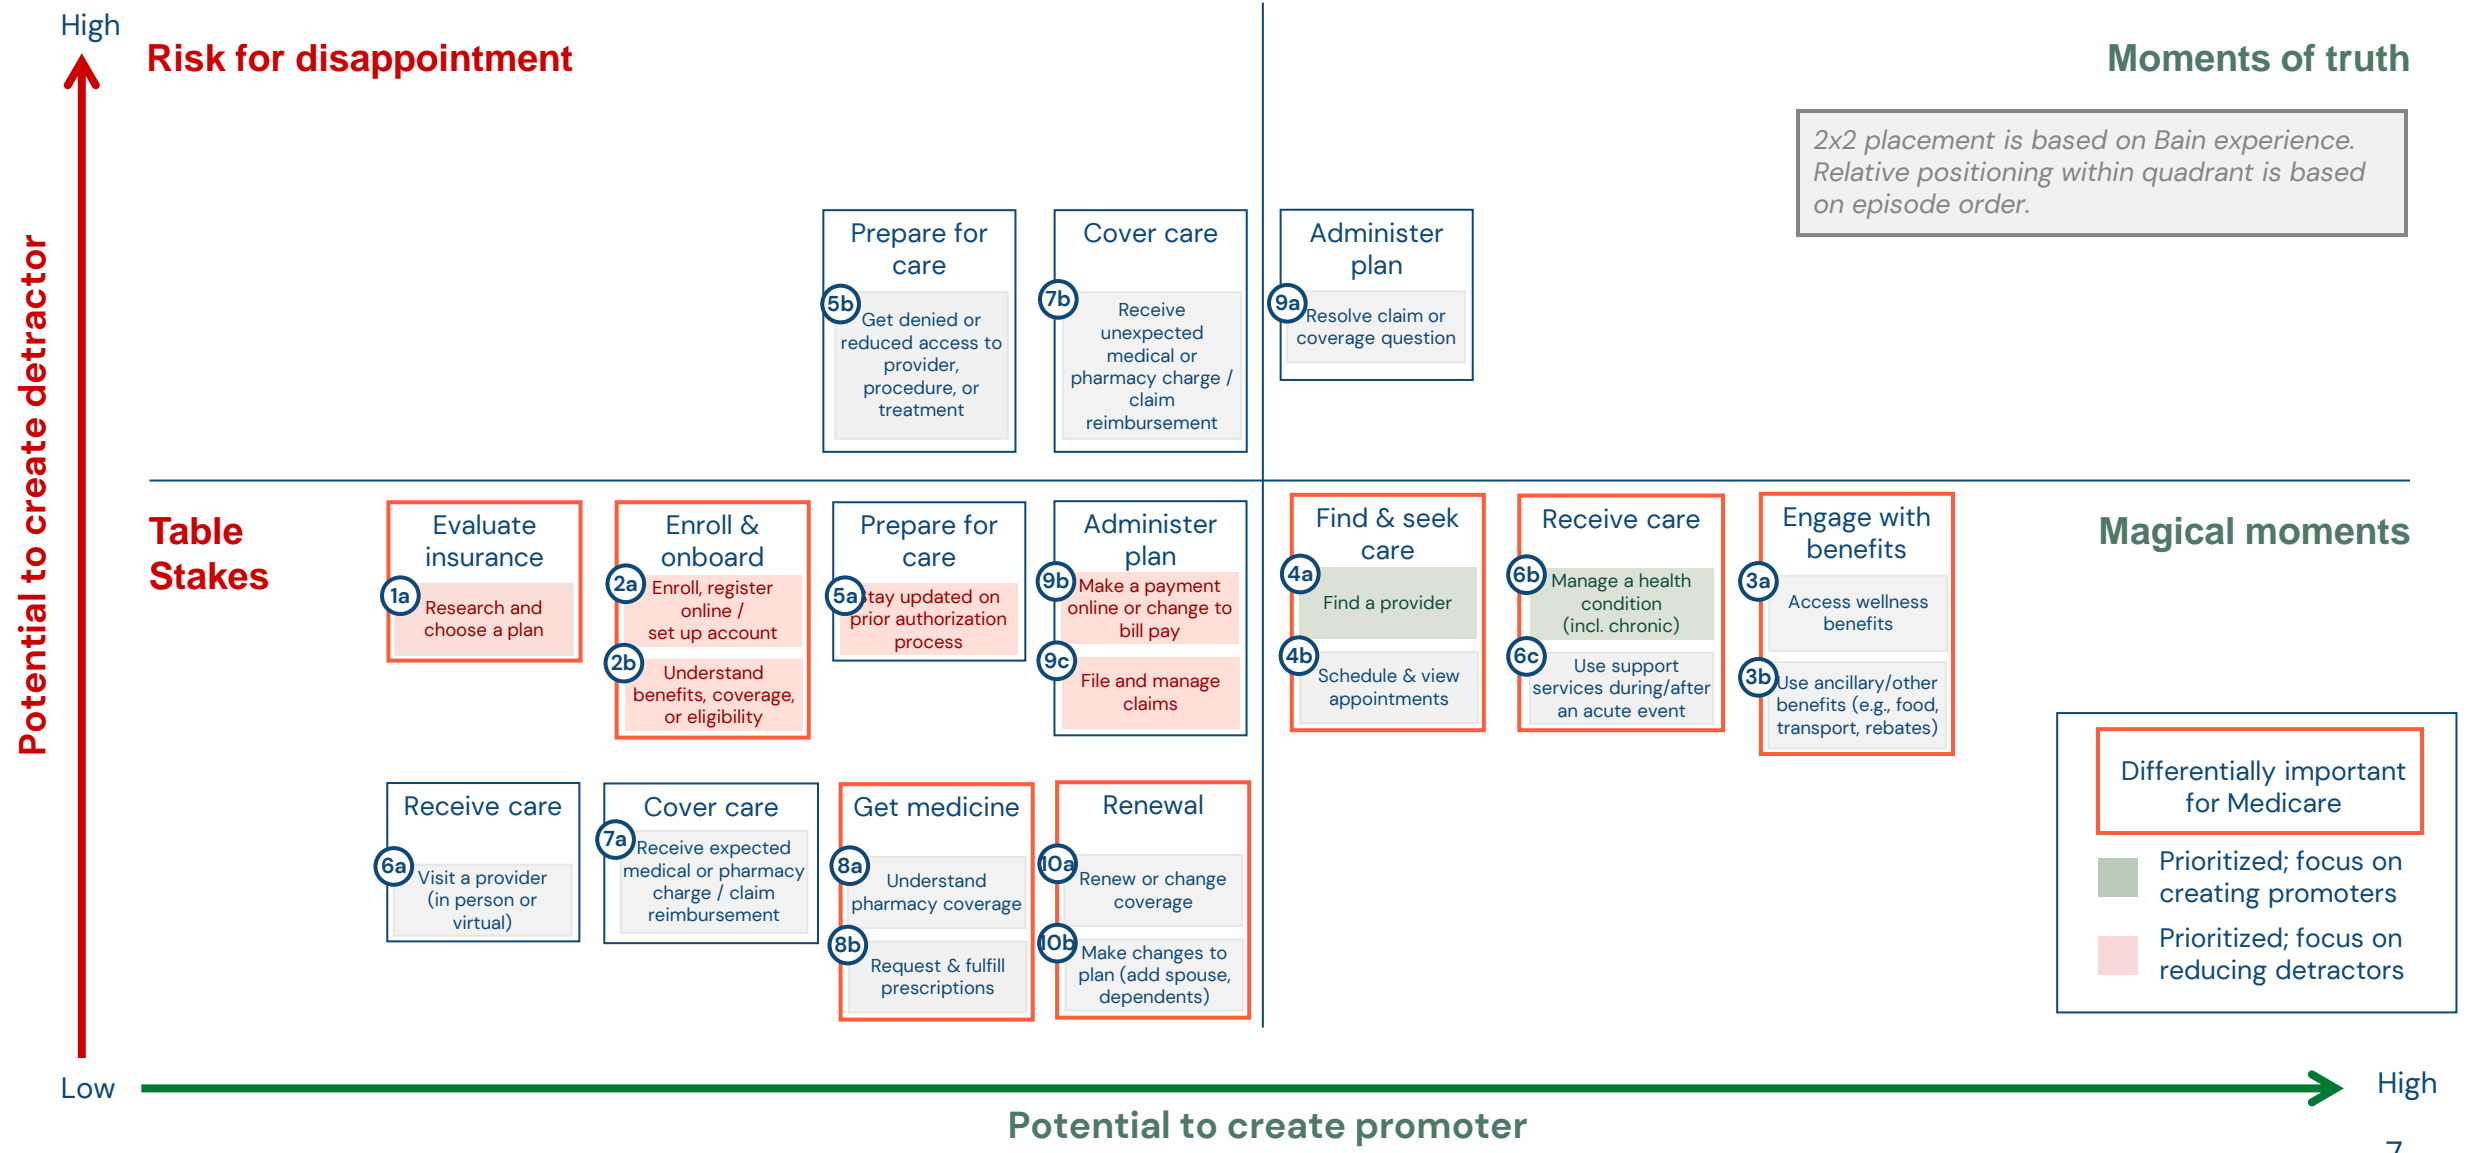 High
Risk for disappointment
Moments of truth
2x2 placement is based on Bain experience.
Relative positioning within quadrant is based
on episode order.
Potential to create detractor
Prepare for
care
5b
Get denied or
reduced access to
provider,
procedure, or
treatment
Cover care
7b
Receive
unexpected
medical or
pharmacy charge /
claim
reimbursement
Administer
plan
9a
Resolve claim or
coverage question
Table
Stakes
Evaluate
insurance
1a
Research and
choose a plan
Enroll &
onboard
2a
Enroll, register
online /
set up account
2b
Understand
benefits, coverage,
or eligibility
Prepare for
care
5a
Stay updated on
prior authorization
process
Administer
plan
9b
Make a payment
online or change to
bill pay
9c
File and manage
claims
Find & seek
care
4a
Find a provider
4b
Schedule & view
appointments
Receive care
6b
Manage a health
condition
(incl. chronic)
6c
Use support
services during/after
an acute event
Engage with
benefits
3a
Access wellness
benefits
3b
Use ancillary/other
benefits (e.g., food,
transport, rebates)
Magical moments
Receive care
6a
Visit a provider
(in person or
virtual)
Cover care
7a
Receive expected
medical or pharmacy
charge / claim
reimbursement
Get medicine
8a
Understand
pharmacy coverage
8b
Request & fulfill
prescriptions
Renewal
10a
Renew or change
coverage
10b
Make changes to
plan (add spouse,
dependents)
Differentially important
for Medicare
Prioritized; focus on
creating promoters
Prioritized; focus on
reducing detractors
Low
High
Potential to create promoter
7